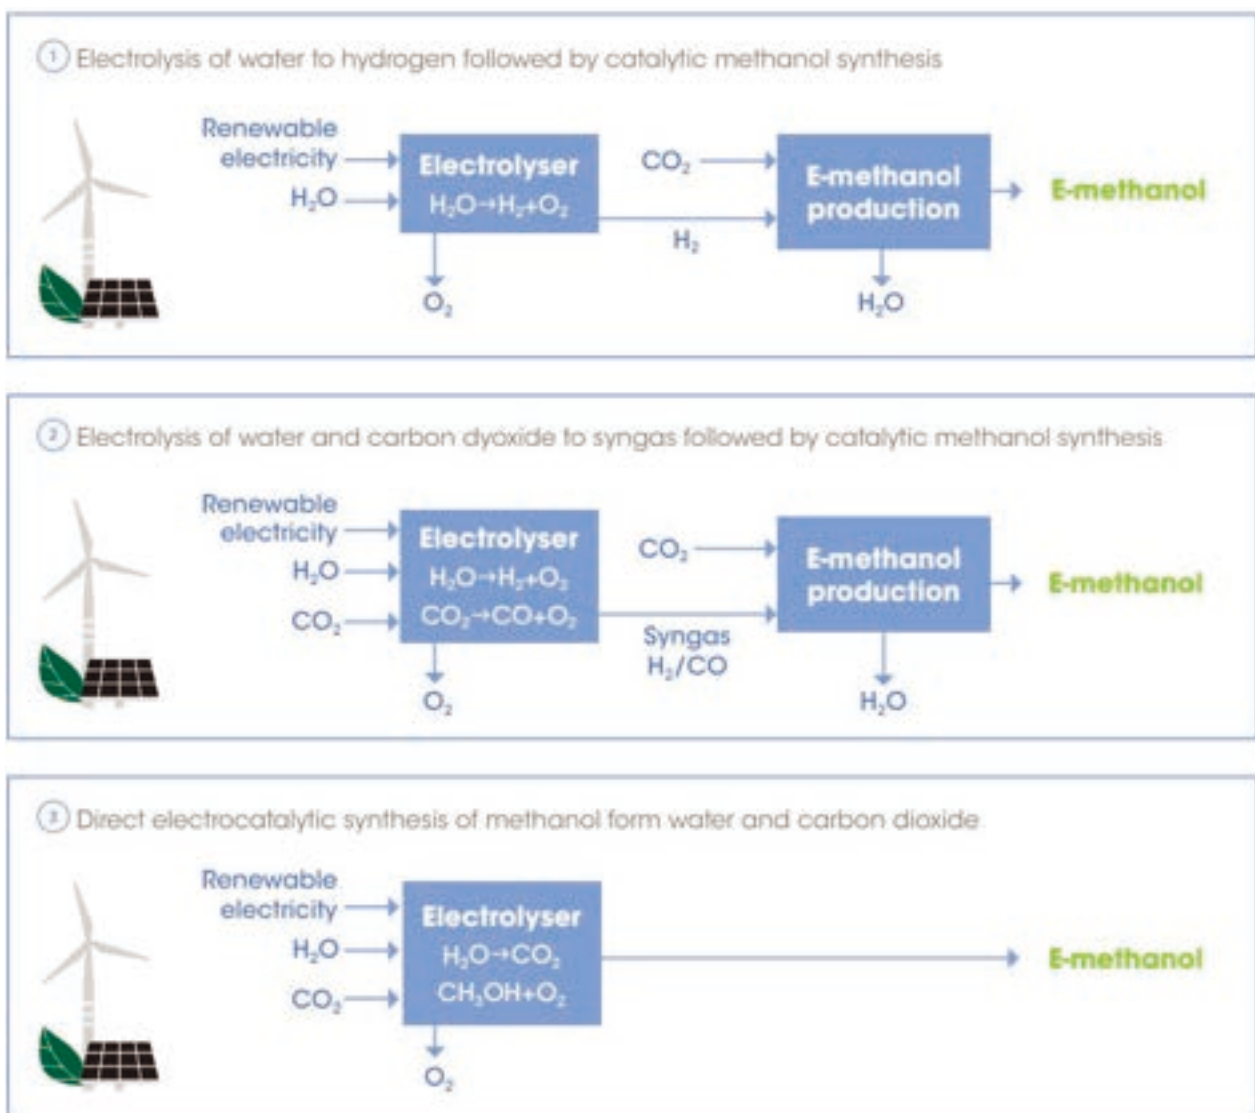 1 Electrolysis of water to hydrogen followed by catalytic methanol synthesis
Renewable
electricity
H₂O
Electrolyser
H₂O→H₂+O₂
O₂
CO₂
H₂
E-methanol
production
H₂O
E-methanol
2 Electrolysis of water and carbon dyoxide to syngas followed by catalytic methanol synthesis
Renewable
electricity
H₂O
CO₂
Electrolyser
H₂O→H₂+O₂
CO₂→CO+O₂
O₂
CO₂
Syngas
H₂/CO
E-methanol
production
H₂O
E-methanol
3 Direct electrocatalytic synthesis of methanol form water and carbon dioxide
Renewable
electricity
H₂O
CO₂
Electrolyser
H₂O→CO₂
CH₃OH+O₂
O₂
E-methanol